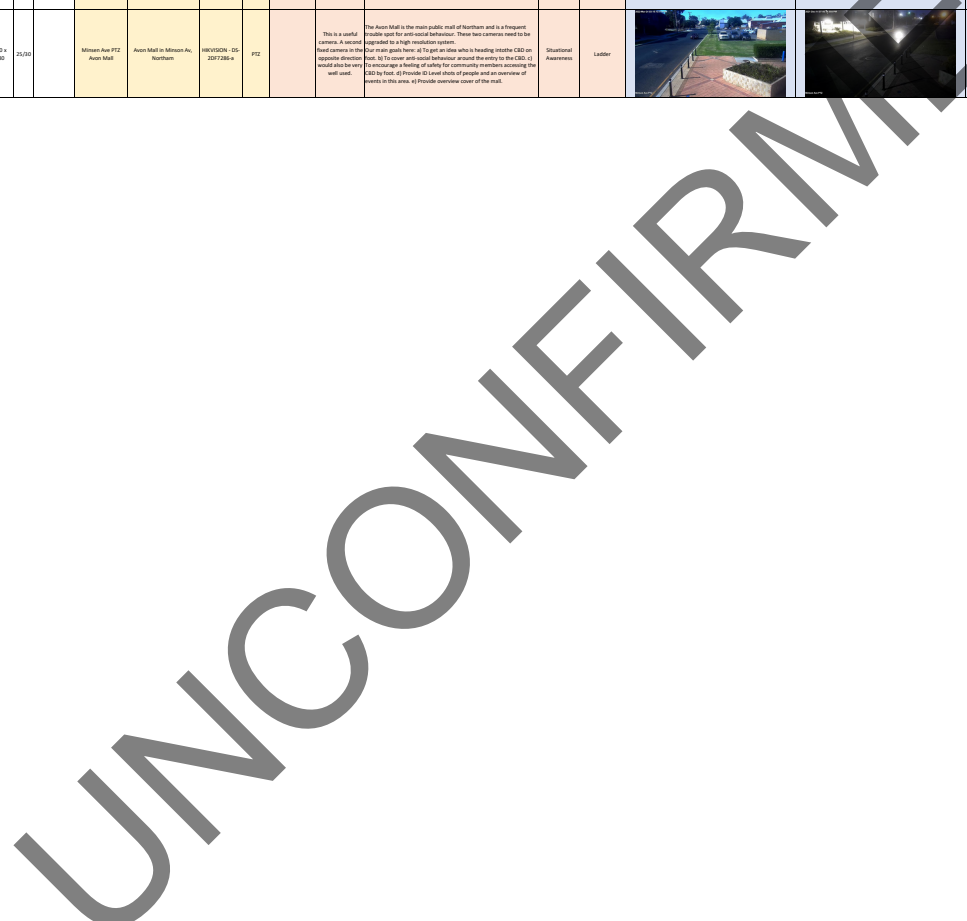 0 x
30
25/30
Minsen Ave PTZ
Avon Mall
Avon Mall in Minson Av,
Northam
HIKVISION - DS-
2DF7286-a
PTZ
This is a useful
camera. A second
fixed camera in the
opposite direction
would also be very
well used.
The Avon Mall is the main public mall of Northam and is a frequent
trouble spot for anti-social behaviour. These two cameras need to be
upgraded to a high resolution system.
Our main goals here: a) To get an idea who is heading intothe CBD on
foot. b) To cover anti-social behaviour around the entry to the CBD. c)
To encourage a feeling of safety for community members accessing the
CBD by foot. d) Provide ID Level shots of people and an overview of
events in this area. e) Provide overview cover of the mall.
Situational
Awareness
Ladder
UNCONFIRM